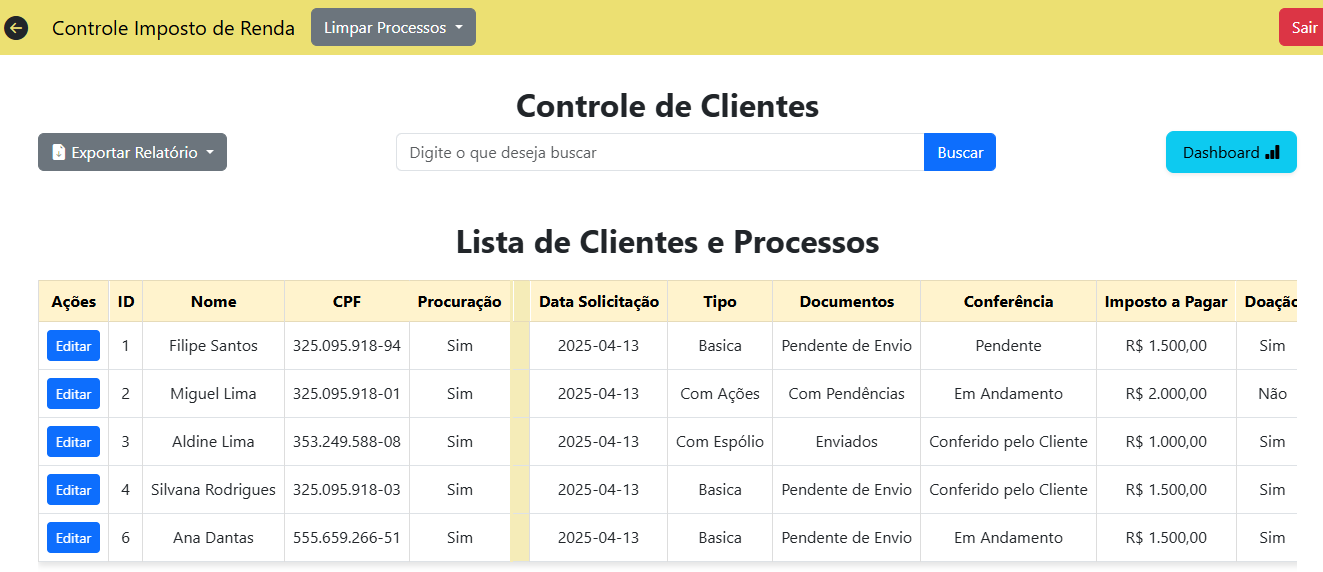 Controle Imposto de Renda Limpar Processos Sair
Controle de Clientes
Exportar Relatório Digite o que deseja buscar Buscar Dashboard
Lista de Clientes e Processos
Ações ID Nome CPF Procuração Data Solicitação Tipo Documentos Conferência Imposto a Pagar Doação
Editar 1 Filipe Santos 325.095.918-94 Sim 2025-04-13 Basica Pendente de Envio Pendente R$ 1.500,00 Sim
Editar 2 Miguel Lima 325.095.918-01 Sim 2025-04-13 Com Ações Com Pendências Em Andamento R$ 2.000,00 Não
Editar 3 Aldine Lima 353.249.588-08 Sim 2025-04-13 Com Espólio Enviados Conferido pelo Cliente R$ 1.000,00 Sim
Editar 4 Silvana Rodrigues 325.095.918-03 Sim 2025-04-13 Basica Pendente de Envio Conferido pelo Cliente R$ 1.500,00 Sim
Editar 6 Ana Dantas 555.659.266-51 Sim 2025-04-13 Basica Pendente de Envio Em Andamento R$ 1.500,00 Sim